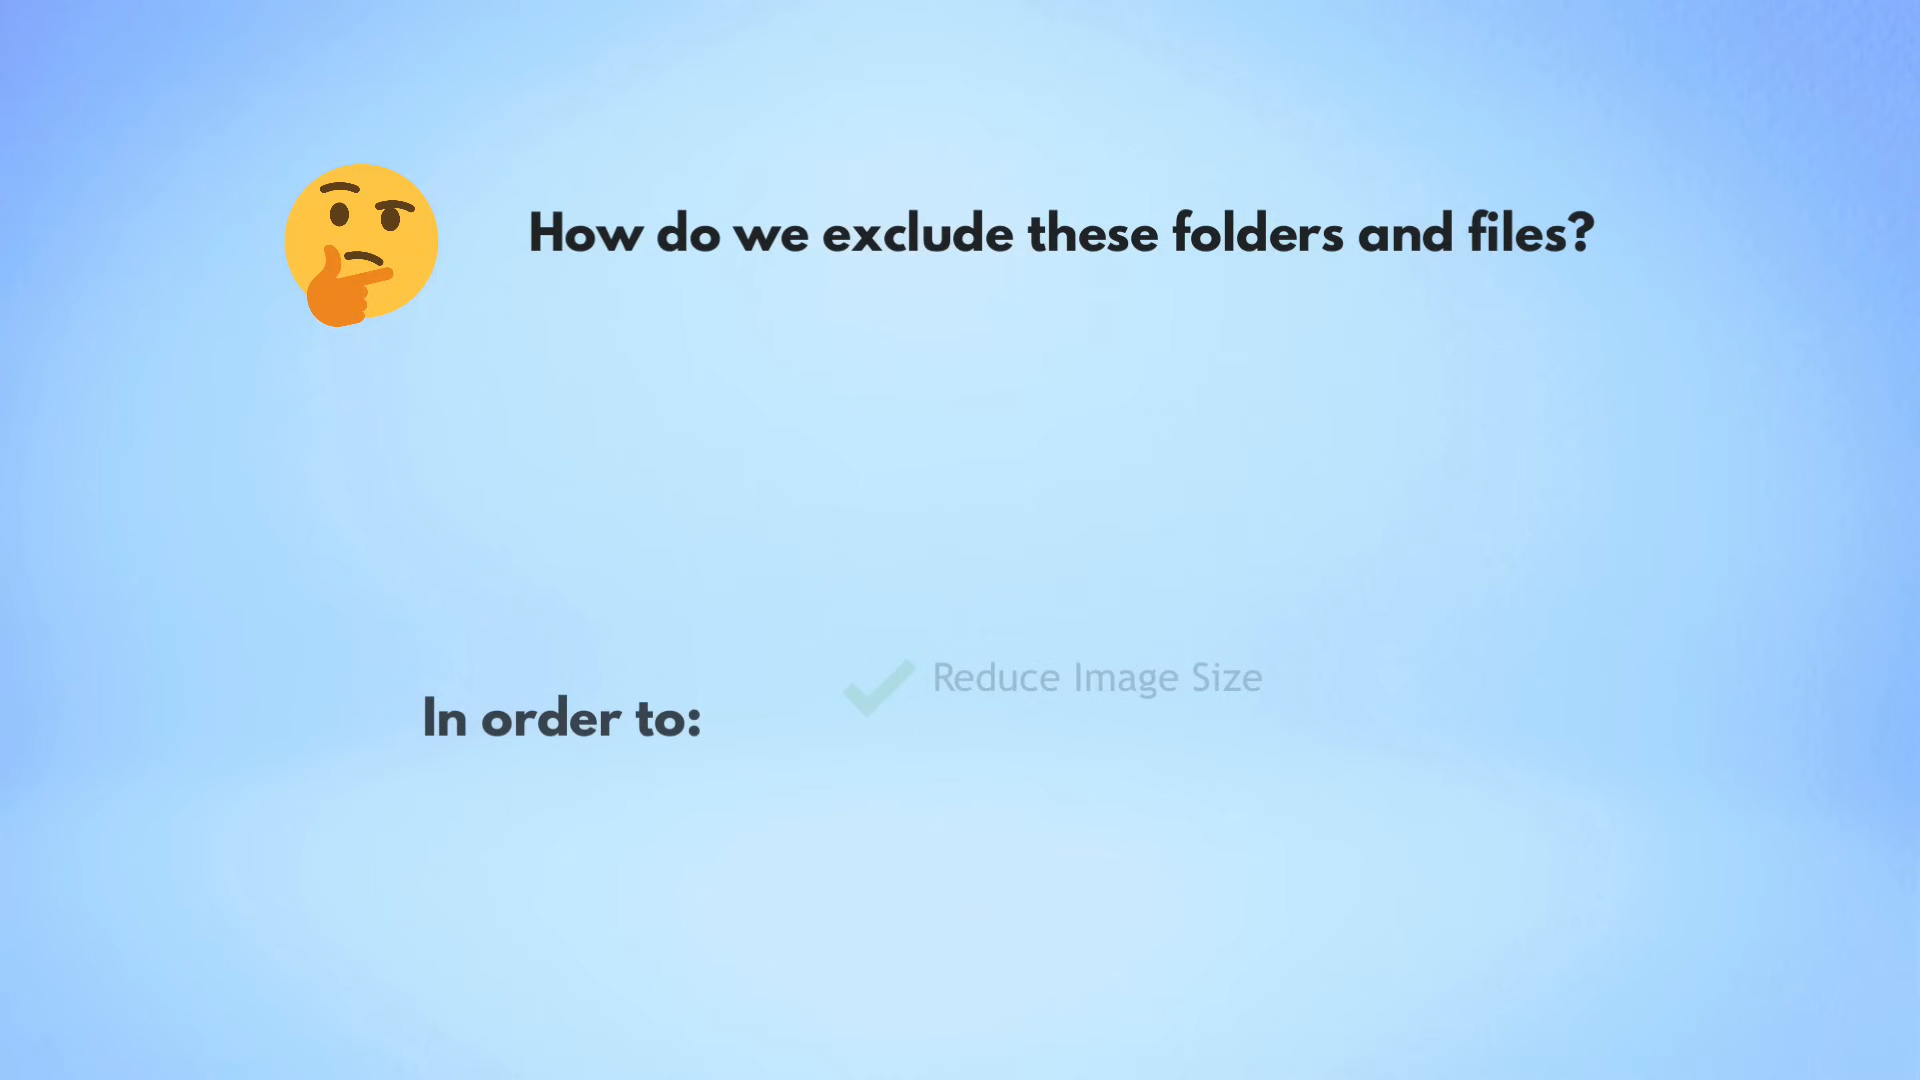 How do we exclude these folders and files?
Reduce Image Size
In order to: